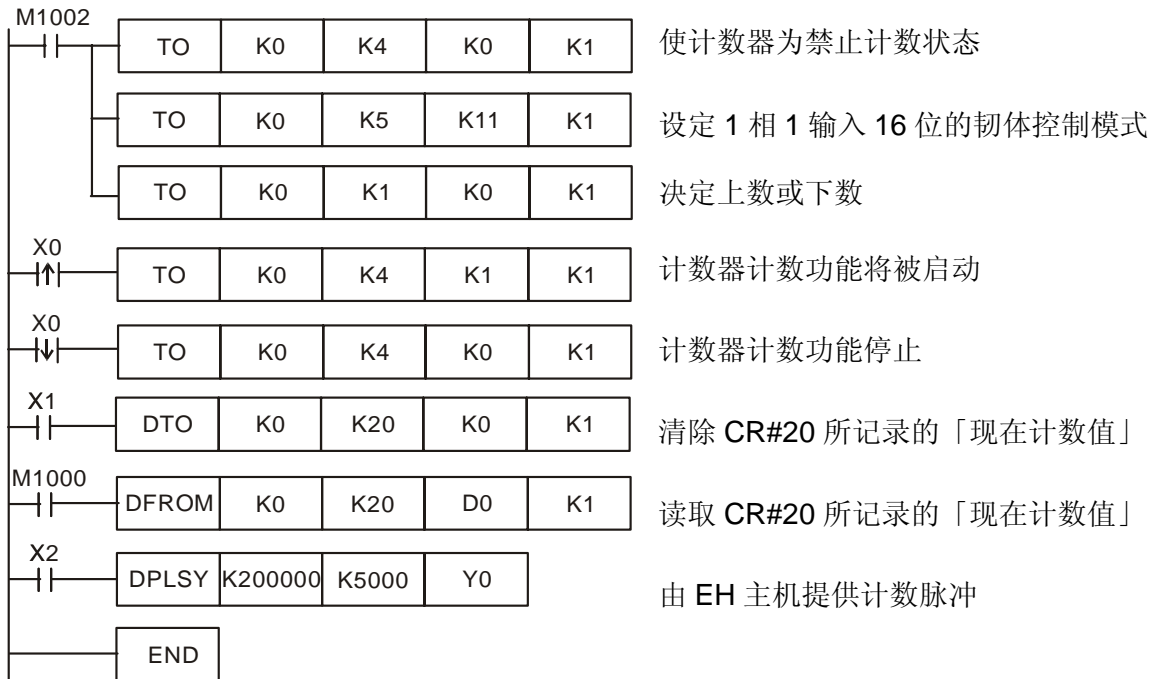 M1002
TO K0 K4 K0 K1 使计数器为禁止计数状态
TO K0 K5 K11 K1 设定 1 相 1 输入 16 位的韧体控制模式
TO K0 K1 K0 K1 决定上数或下数
X0
TO K0 K4 K1 K1 计数器计数功能将被启动
X0
TO K0 K4 K0 K1 计数器计数功能停止
X1
DTO K0 K20 K0 K1 清除 CR#20 所记录的「现在计数值」
M1000
DFROM K0 K20 D0 K1 读取 CR#20 所记录的「现在计数值」
X2
DPLSY K200000 K5000 Y0 由 EH 主机提供计数脉冲
END